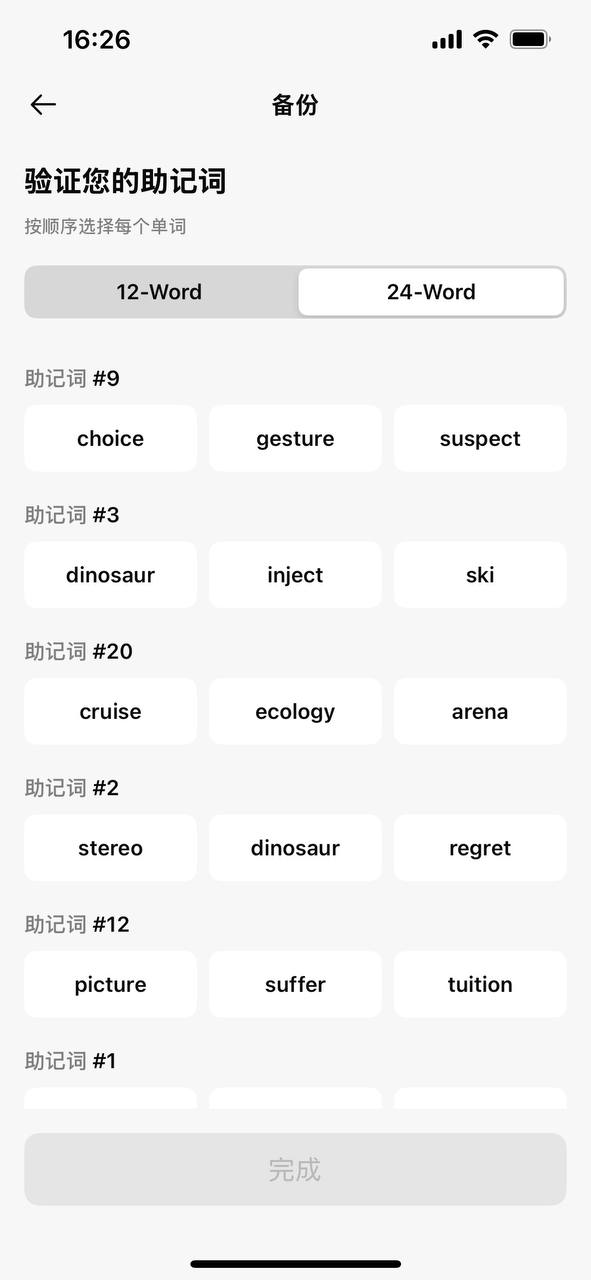 16:26
备份
验证您的助记词
按顺序选择每个单词
12-Word 24-Word
助记词 #9
choice gesture suspect
助记词 #3
dinosaur inject ski
助记词 #20
cruise ecology arena
助记词 #2
stereo dinosaur regret
助记词 #12
picture suffer tuition
助记词 #1
完成